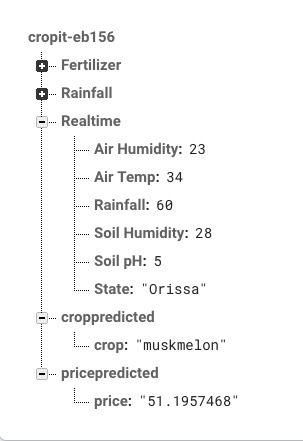 cropit-eb156
Fertilizer
Rainfall
Realtime
Air Humidity: 23
Air Temp: 34
Rainfall: 60
Soil Humidity: 28
Soil pH: 5
State: "Orissa"
croppredicted
crop: "muskmelon"
pricepredicted
price: "51.1957468"